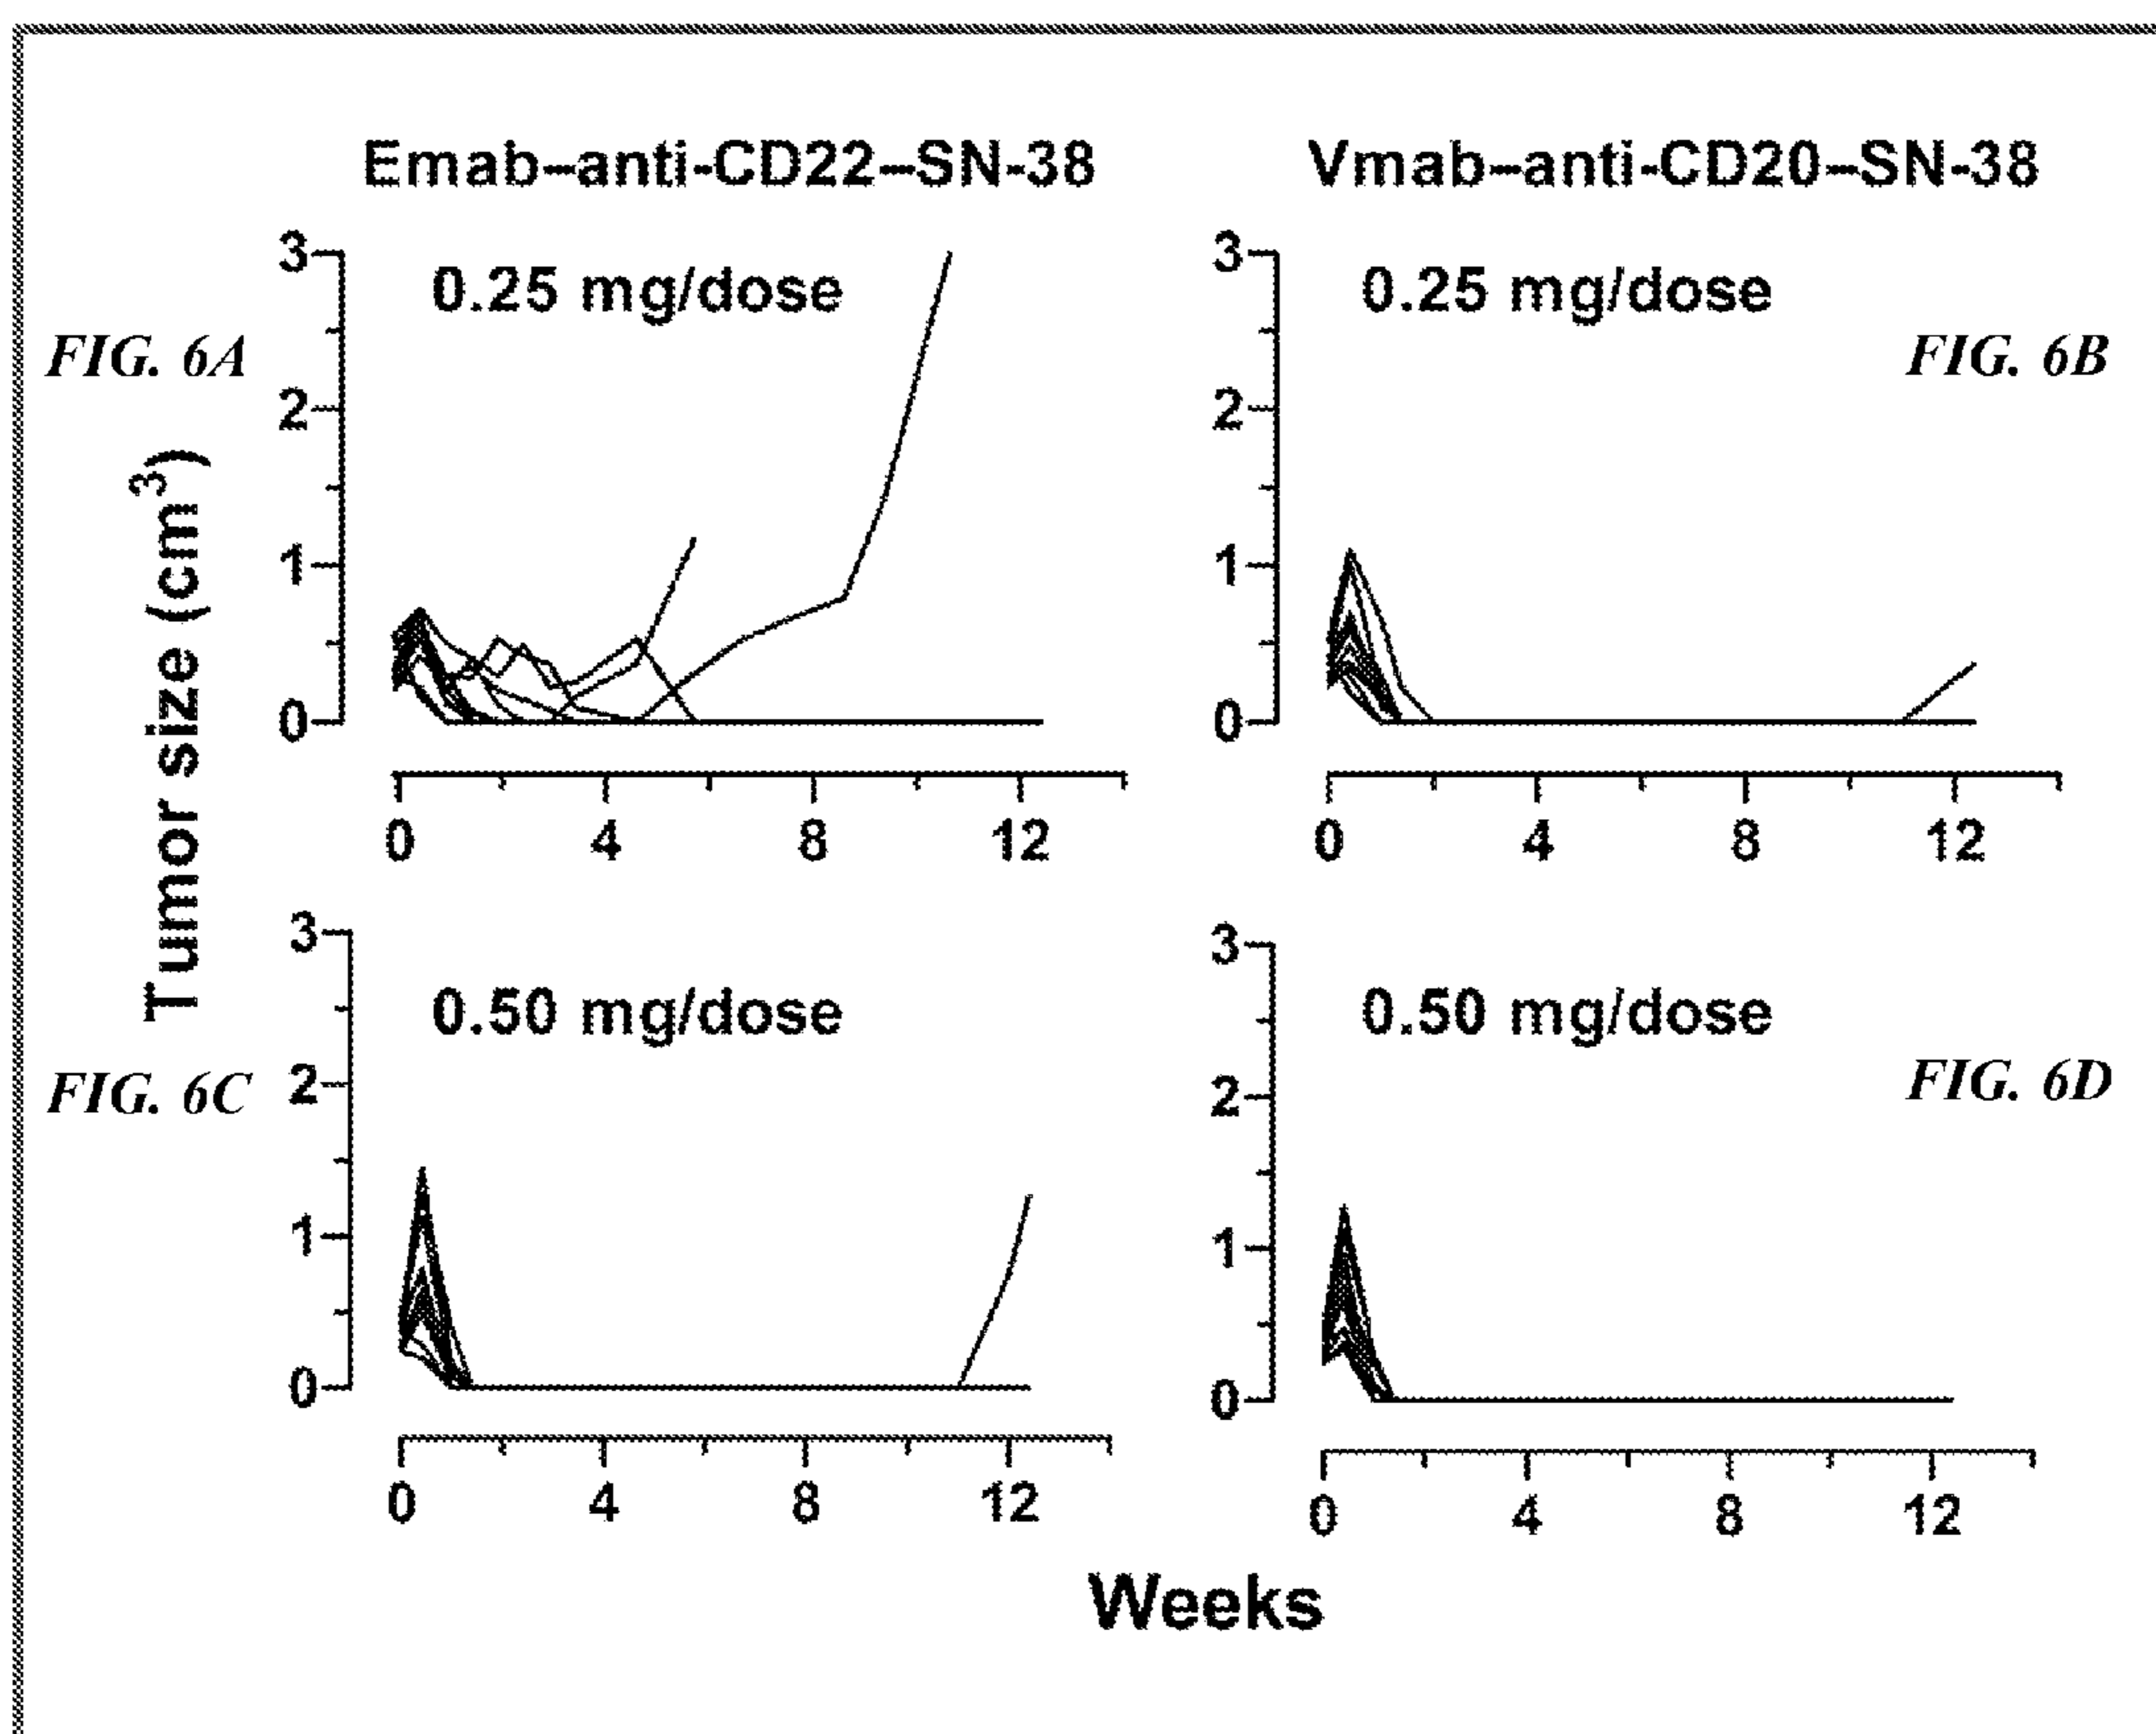 Emab–anti-CD22–SN-38
Vmab–anti-CD20–SN-38
FIG. 6A
0.25 mg/dose
3
2
1
0
0 4 8 12
0.25 mg/dose
FIG. 6B
3
2
1
0
0 4 8 12
Tumor size (cm³)
FIG. 6C
0.50 mg/dose
3
2
1
0
0 4 8 12
0.50 mg/dose
FIG. 6D
3
2
1
0
0 4 8 12
Weeks